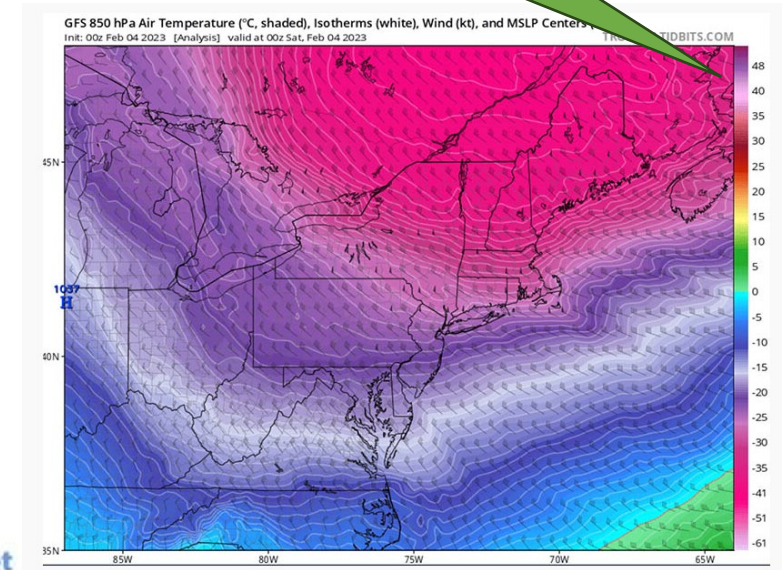 GFS 850 hPa Air Temperature (°C, shaded), Isotherms (white), Wind (kt), and MSLP Centers
Init: 00z Feb 04 2023 [Analysis] valid at 00z Sat, Feb 04 2023
TIDBITS.COM
48
40
35
30
25
20
15
10
5
0
-5
-10
-15
-20
-25
-30
-35
-41
-51
-61
45N
1037
H
40N
35N
85W
80W
75W
70W
65W